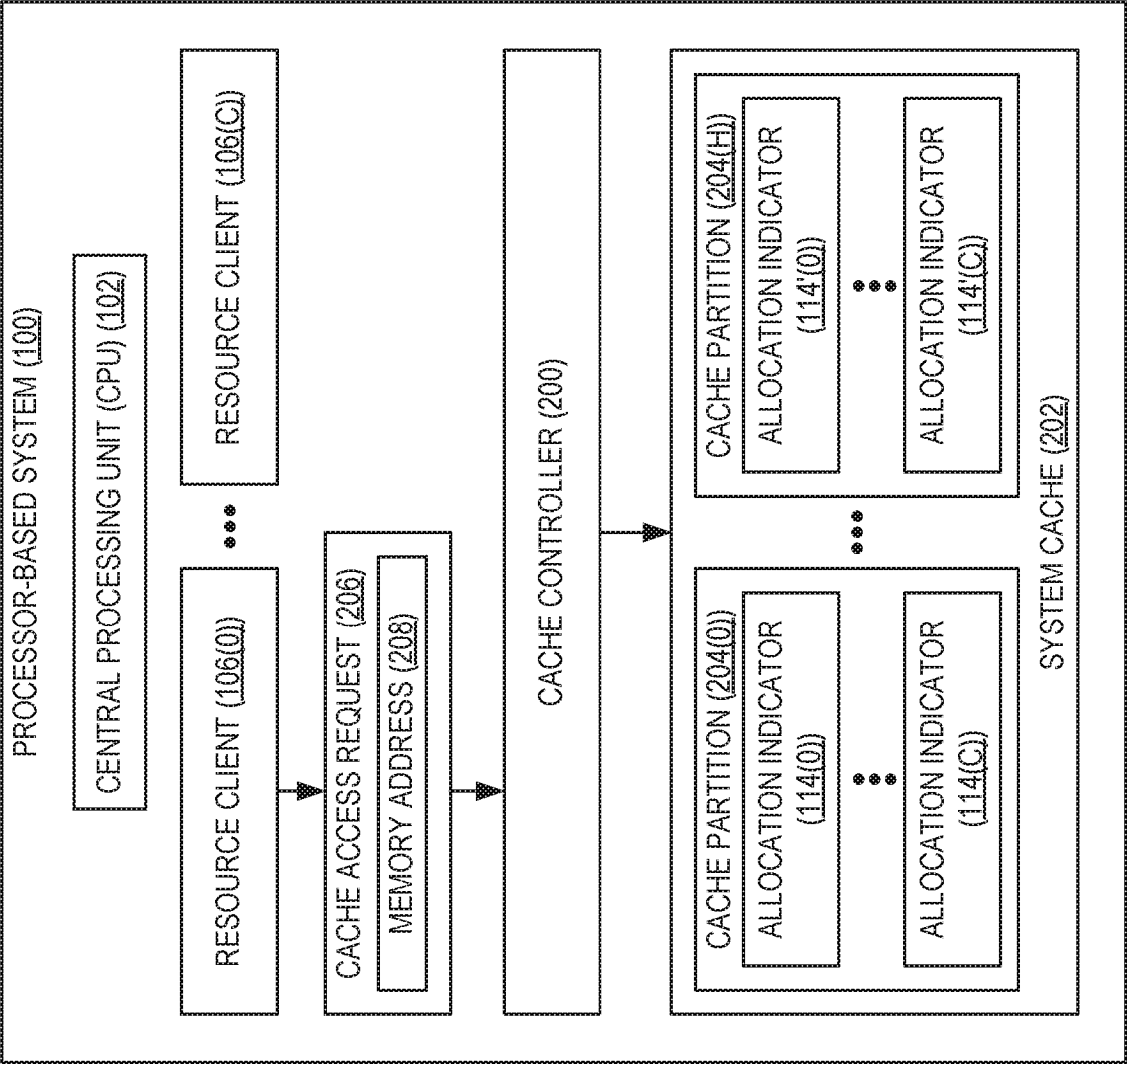 PROCESSOR-BASED SYSTEM (100)
CENTRAL PROCESSING UNIT (CPU) (102)
RESOURCE CLIENT (106(0))
RESOURCE CLIENT (106(C))
CACHE ACCESS REQUEST (206)
MEMORY ADDRESS (208)
CACHE CONTROLLER (200)
CACHE PARTITION (204(0))
ALLOCATION INDICATOR
(114(0))
ALLOCATION INDICATOR
(114(C))
CACHE PARTITION (204(H))
ALLOCATION INDICATOR
(114'(0))
ALLOCATION INDICATOR
(114'(C))
SYSTEM CACHE (202)